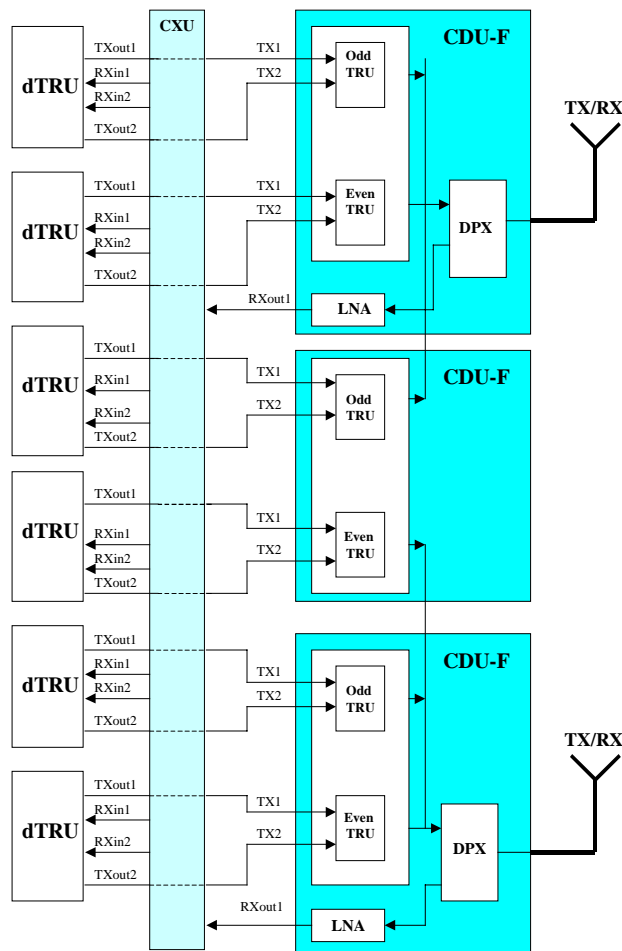 CXU
CDU-F
TXout1
TX1
Odd
TRU
RXin1
dTRU
TX2
RXin2
TXout2
TX/RX
TXout1
TX1
Even
TRU
RXin1
dTRU
TX2
RXin2
DPX
TXout2
RXout1
LNA
TXout1
CDU-F
TX1
Odd
TRU
RXin1
dTRU
TX2
RXin2
TXout2
TXout1
TX1
Even
TRU
RXin1
dTRU
TX2
RXin2
TXout2
TXout1
CDU-F
TX1
Odd
TRU
RXin1
dTRU
TX2
RXin2
TXout2
TX/RX
TXout1
TX1
Even
TRU
RXin1
dTRU
TX2
RXin2
DPX
TXout2
RXout1
LNA